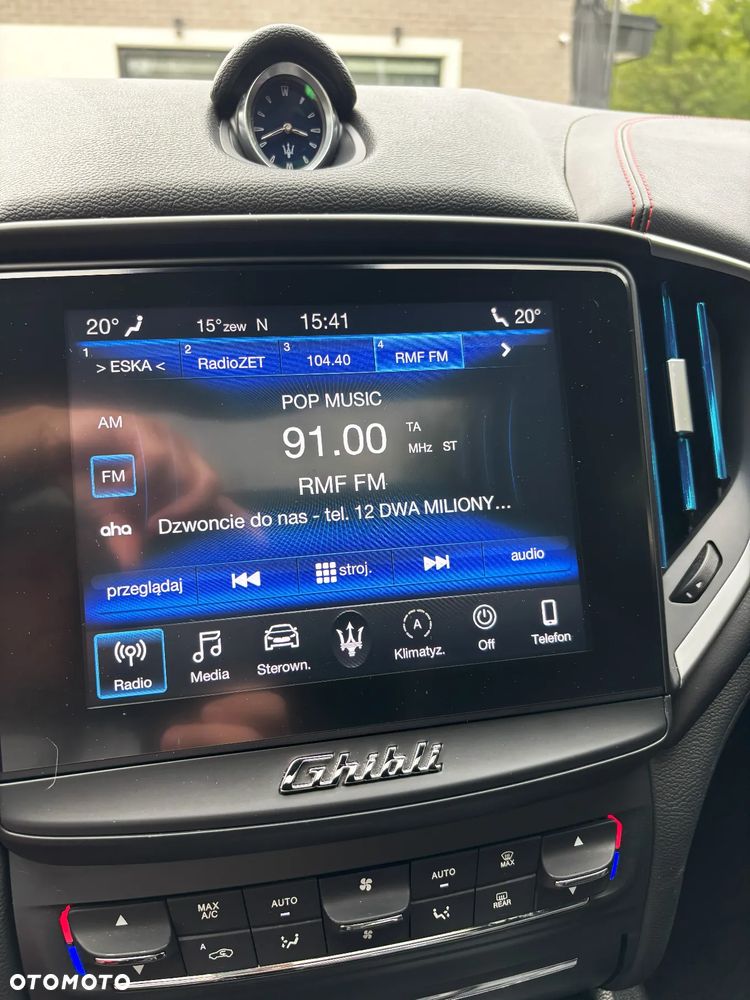 20° 15° zew N 15:41 20°
1 > ESKA < 2 RadioZET 3 104.40 4 RMF FM >
POP MUSIC
AM
91.00 TA
MHz ST
FM
RMF FM
aha
Dzwoncie do nas - tel. 12 DWA MILIONY...
przeglądaj stroj. audio
Radio Media Sterown. A Klimatyz. Off Telefon
Ghibli
MAX A/C AUTO AUTO MAX
A REAR
OTOMOTO